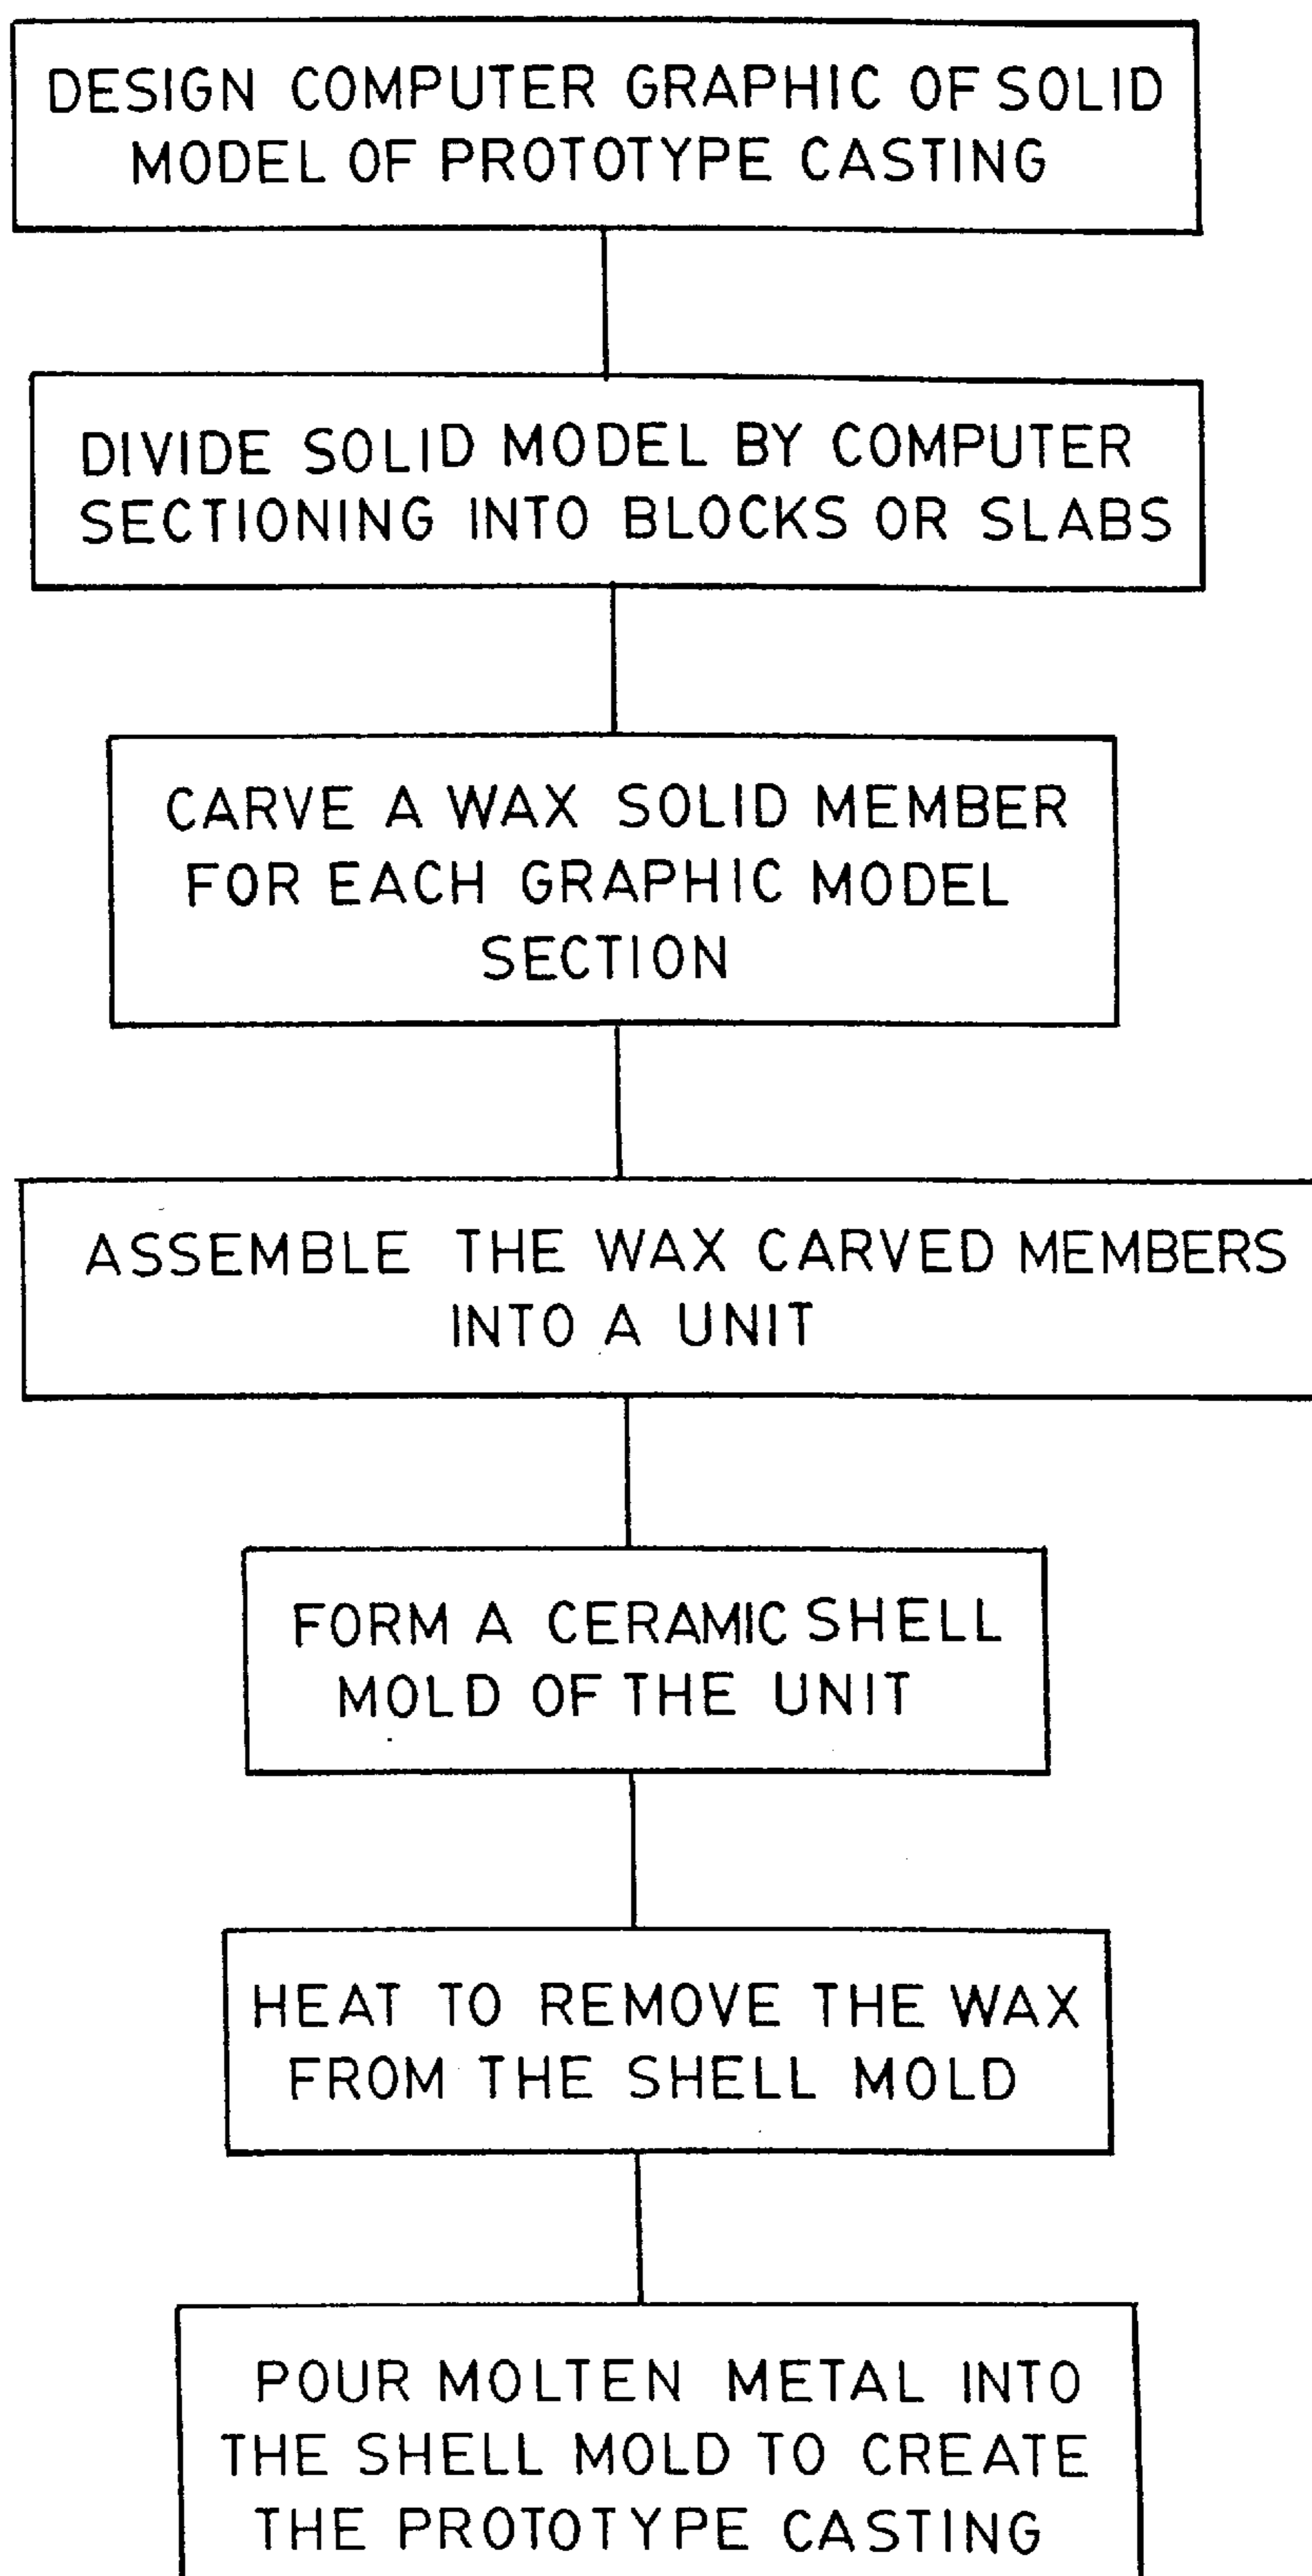 DESIGN COMPUTER GRAPHIC OF SOLID
MODEL OF PROTOTYPE CASTING
DIVIDE SOLID MODEL BY COMPUTER
SECTIONING INTO BLOCKS OR SLABS
CARVE A WAX SOLID MEMBER
FOR EACH GRAPHIC MODEL
SECTION
ASSEMBLE THE WAX CARVED MEMBERS
INTO A UNIT
FORM A CERAMIC SHELL
MOLD OF THE UNIT
HEAT TO REMOVE THE WAX
FROM THE SHELL MOLD
POUR MOLTEN METAL INTO
THE SHELL MOLD TO CREATE
THE PROTOTYPE CASTING